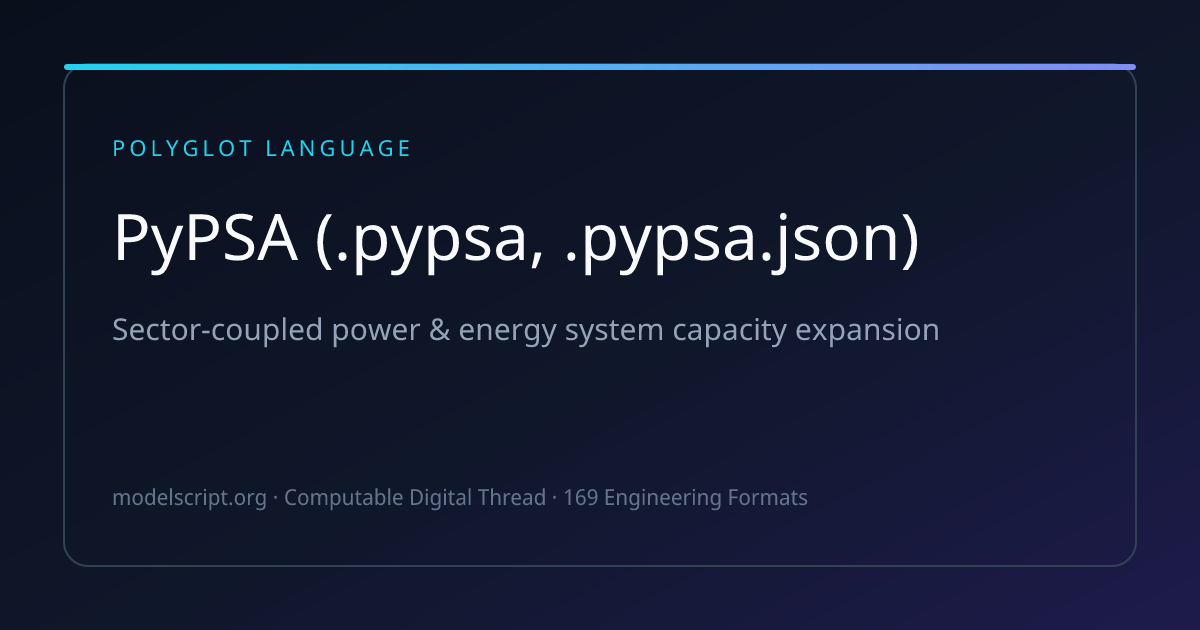 POLYGLOT LANGUAGE
PyPSA (.pypsa, .pypsa.json)
Sector-coupled power & energy system capacity expansion
modelscript.org · Computable Digital Thread · 169 Engineering Formats